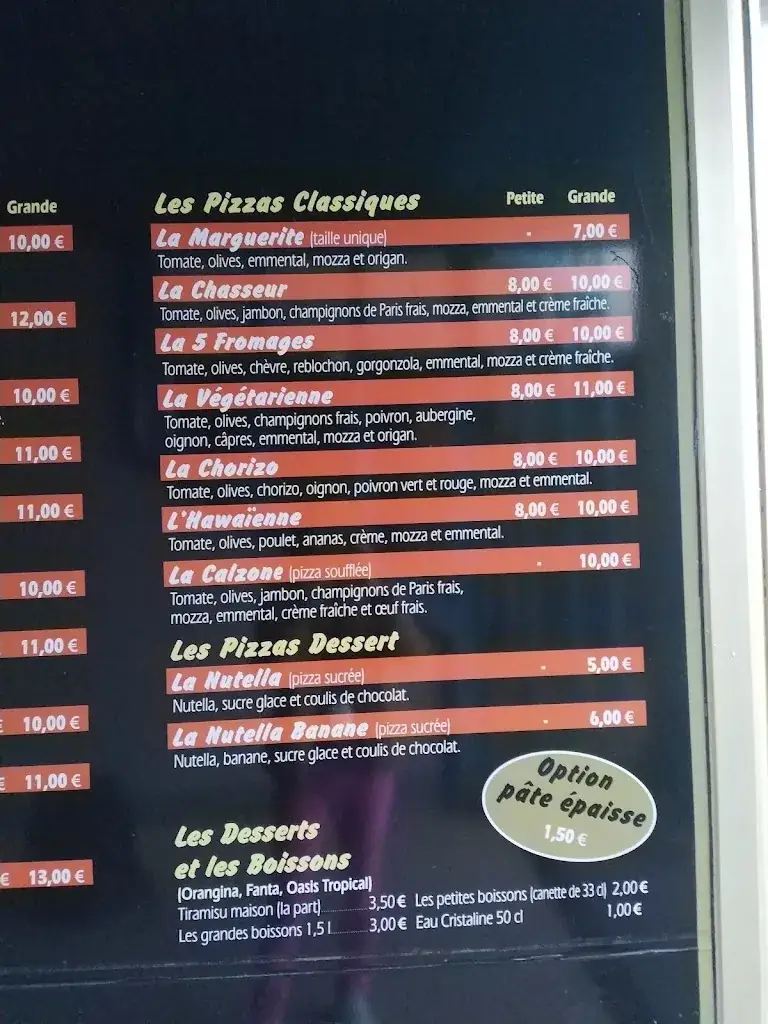 Grande
10,00 €
12,00 €
10,00 €
11,00 €
11,00 €
10,00 €
11,00 €
€ 10,00 €
€ 11,00 €
€ 13,00 €
Les Pizzas Classiques Petite Grande
La Marguerite (taille unique) - 7,00 €
Tomate, olives, emmental, mozza et origan.
La Chasseur 8,00 € 10,00 €
Tomate, olives, jambon, champignons de Paris frais, mozza, emmental et crème fraîche.
La 5 Fromages 8,00 € 10,00 €
Tomate, olives, chèvre, reblochon, gorgonzola, emmental, mozza et crème fraîche.
La Végétarienne 8,00 € 11,00 €
Tomate, olives, champignons frais, poivron, aubergine,
oignon, câpres, emmental, mozza et origan.
La Chorizo 8,00 € 10,00 €
Tomate, olives, chorizo, oignon, poivron vert et rouge, mozza et emmental.
L'Hawaïenne 8,00 € 10,00 €
Tomate, olives, poulet, ananas, crème, mozza et emmental.
La Calzone (pizza soufflée) - 10,00 €
Tomate, olives, jambon, champignons de Paris frais,
mozza, emmental, crème fraîche et œuf frais.
Les Pizzas Dessert
La Nutella (pizza sucrée) - 5,00 €
Nutella, sucre glace et coulis de chocolat.
La Nutella Banane (pizza sucrée) - 6,00 €
Nutella, banane, sucre glace et coulis de chocolat.
Option
pâte épaisse
1,50 €
Les Desserts
et les Boissons
(Orangina, Fanta, Oasis Tropical)
Tiramisu maison (la part) 3,50 € Les petites boissons (canette de 33 cl) 2,00 €
Les grandes boissons 1,5 l 3,00 € Eau Cristaline 50 cl 1,00 €